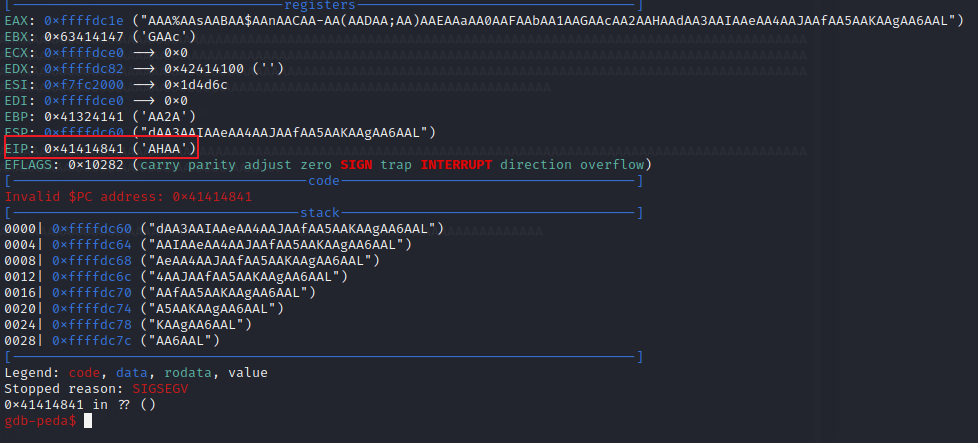 [ registers ]
EAX: 0xffffdc1e ("AAA%AAsAABAA$AAnAACAA-AA(AADAA;AA)AAEAAaAA0AAFAAbAA1AAGAAcAA2AAHAAdAA3AAIAAeAA4AAJAAfAA5AAKAAgAA6AAL")
EBX: 0x63414147 ('GAAc')
ECX: 0xffffdce0 --> 0x0
EDX: 0xffffdc82 --> 0x42414100 ('')
ESI: 0xf7fc2000 --> 0x1d4d6c
EDI: 0xffffdce0 --> 0x0
EBP: 0x41324141 ('AA2A')
ESP: 0xffffdc60 ("dAA3AAIAAeAA4AAJAAfAA5AAKAAgAA6AAL")
EIP: 0x41414841 ('AHAA')
EFLAGS: 0x10282 (carry parity adjust zero SIGN trap INTERRUPT direction overflow)
[ code ]
Invalid $PC address: 0x41414841
[ stack ]
0000| 0xffffdc60 ("dAA3AAIAAeAA4AAJAAfAA5AAKAAgAA6AAL")
0004| 0xffffdc64 ("AAIAAeAA4AAJAAfAA5AAKAAgAA6AAL")
0008| 0xffffdc68 ("AeAA4AAJAAfAA5AAKAAgAA6AAL")
0012| 0xffffdc6c ("4AAJAAfAA5AAKAAgAA6AAL")
0016| 0xffffdc70 ("AAfAA5AAKAAgAA6AAL")
0020| 0xffffdc74 ("A5AAKAAgAA6AAL")
0024| 0xffffdc78 ("KAAgAA6AAL")
0028| 0xffffdc7c ("AA6AAL")
[ ]
Legend: code, data, rodata, value
Stopped reason: SIGSEGV
0x41414841 in ?? ()
gdb-peda$